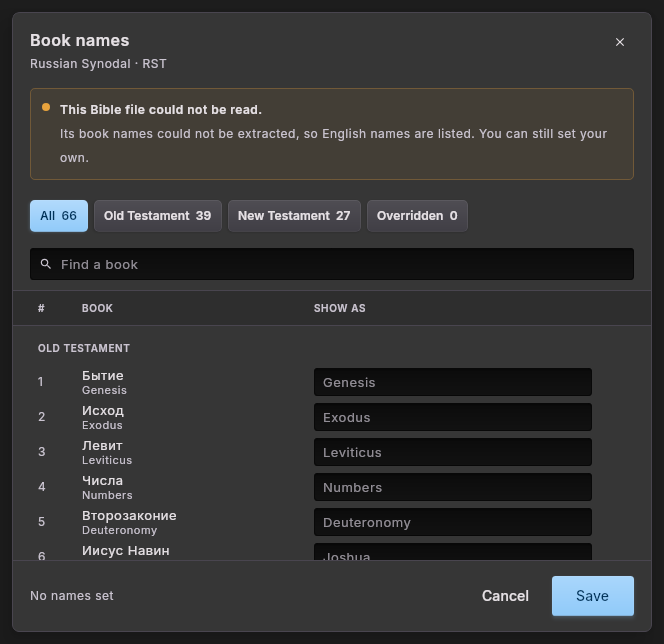 Book names
Russian Synodal · RST
This Bible file could not be read.
Its book names could not be extracted, so English names are listed. You can still set your
own.
All 66
Old Testament 39
New Testament 27
Overridden 0
Find a book
# BOOK SHOW AS
OLD TESTAMENT
1 Бытие Genesis
Genesis
2 Исход Exodus
Exodus
3 Левит Leviticus
Leviticus
4 Числа Numbers
Numbers
5 Второзаконие Deuteronomy
Deuteronomy
6 Иисус Навин Joshua
No names set
Cancel
Save